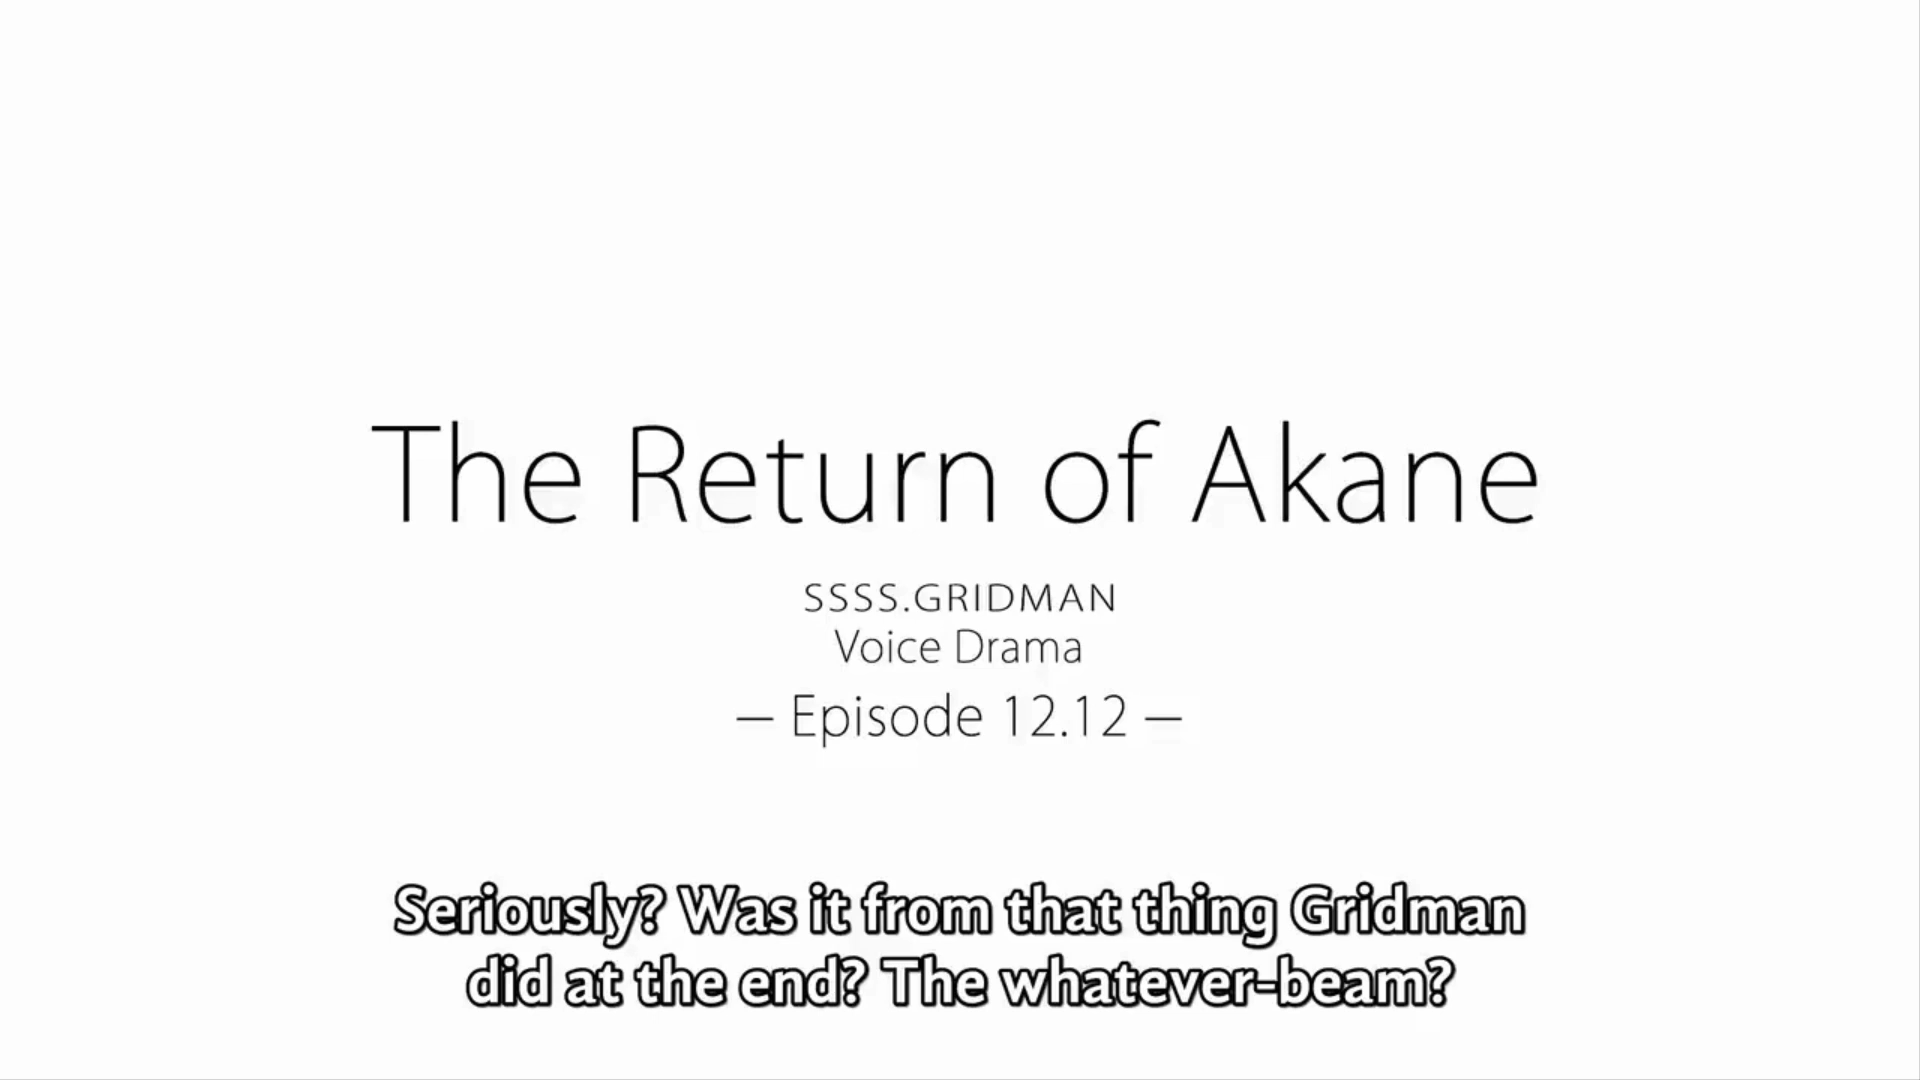 The Return of Akane
SSSS.GRIDMAN
Voice Drama
— Episode 12.12 —
Seriously? Was it from that thing Gridman
did at the end? The whatever-beam?